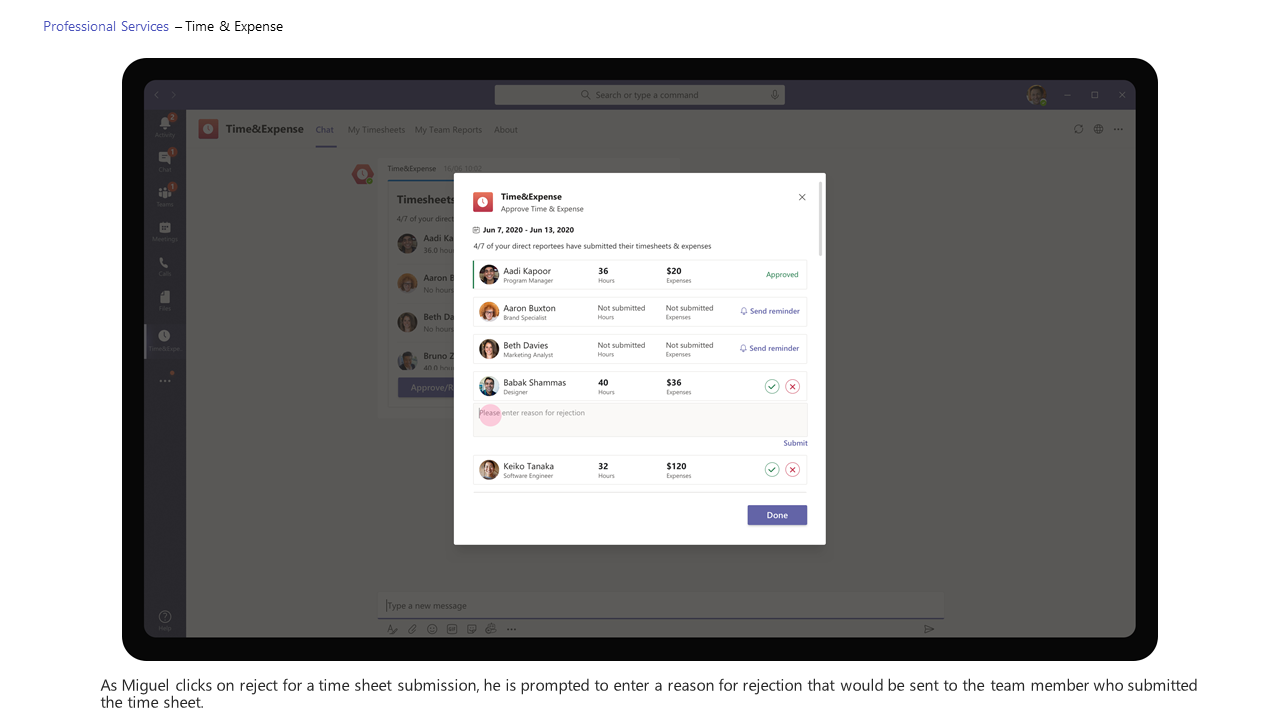 Professional Services – Time & Expense
Search or type a command
2
Activity
1
Chat
1
Teams
Meetings
Calls
Files
Help
Time&Expense Chat My Timesheets My Team Reports About
Time&Expense
Timesheets
4/7 of your direct
Aadi Ka
36.0 hou
Aaron B
No hours
Beth Da
No hours
Bruno Z
40.0 hou
Approve/R
Time&Expense
Approve Time & Expense
Jun 7, 2020 - Jun 13, 2020
4/7 of your direct reportee have submitted their timesheets & expenses
Aadi Kapoor 36 $20 Approved
Program Manager Hours Expenses
Aaron Buxton Not submitted Not submitted Send reminder
Brand Specialist Hours Expenses
Beth Davies Not submitted Not submitted Send reminder
Marketing Analyst Hours Expenses
Babak Shammas 40 $36
Designer Hours Expenses
Please enter reason for rejection
Submit
Keiko Tanaka 32 $120
Software Engineer Hours Expenses
Done
Type a new message
As Miguel clicks on reject for a time sheet submission, he is prompted to enter a reason for rejection that would be sent to the team member who submitted
the time sheet.